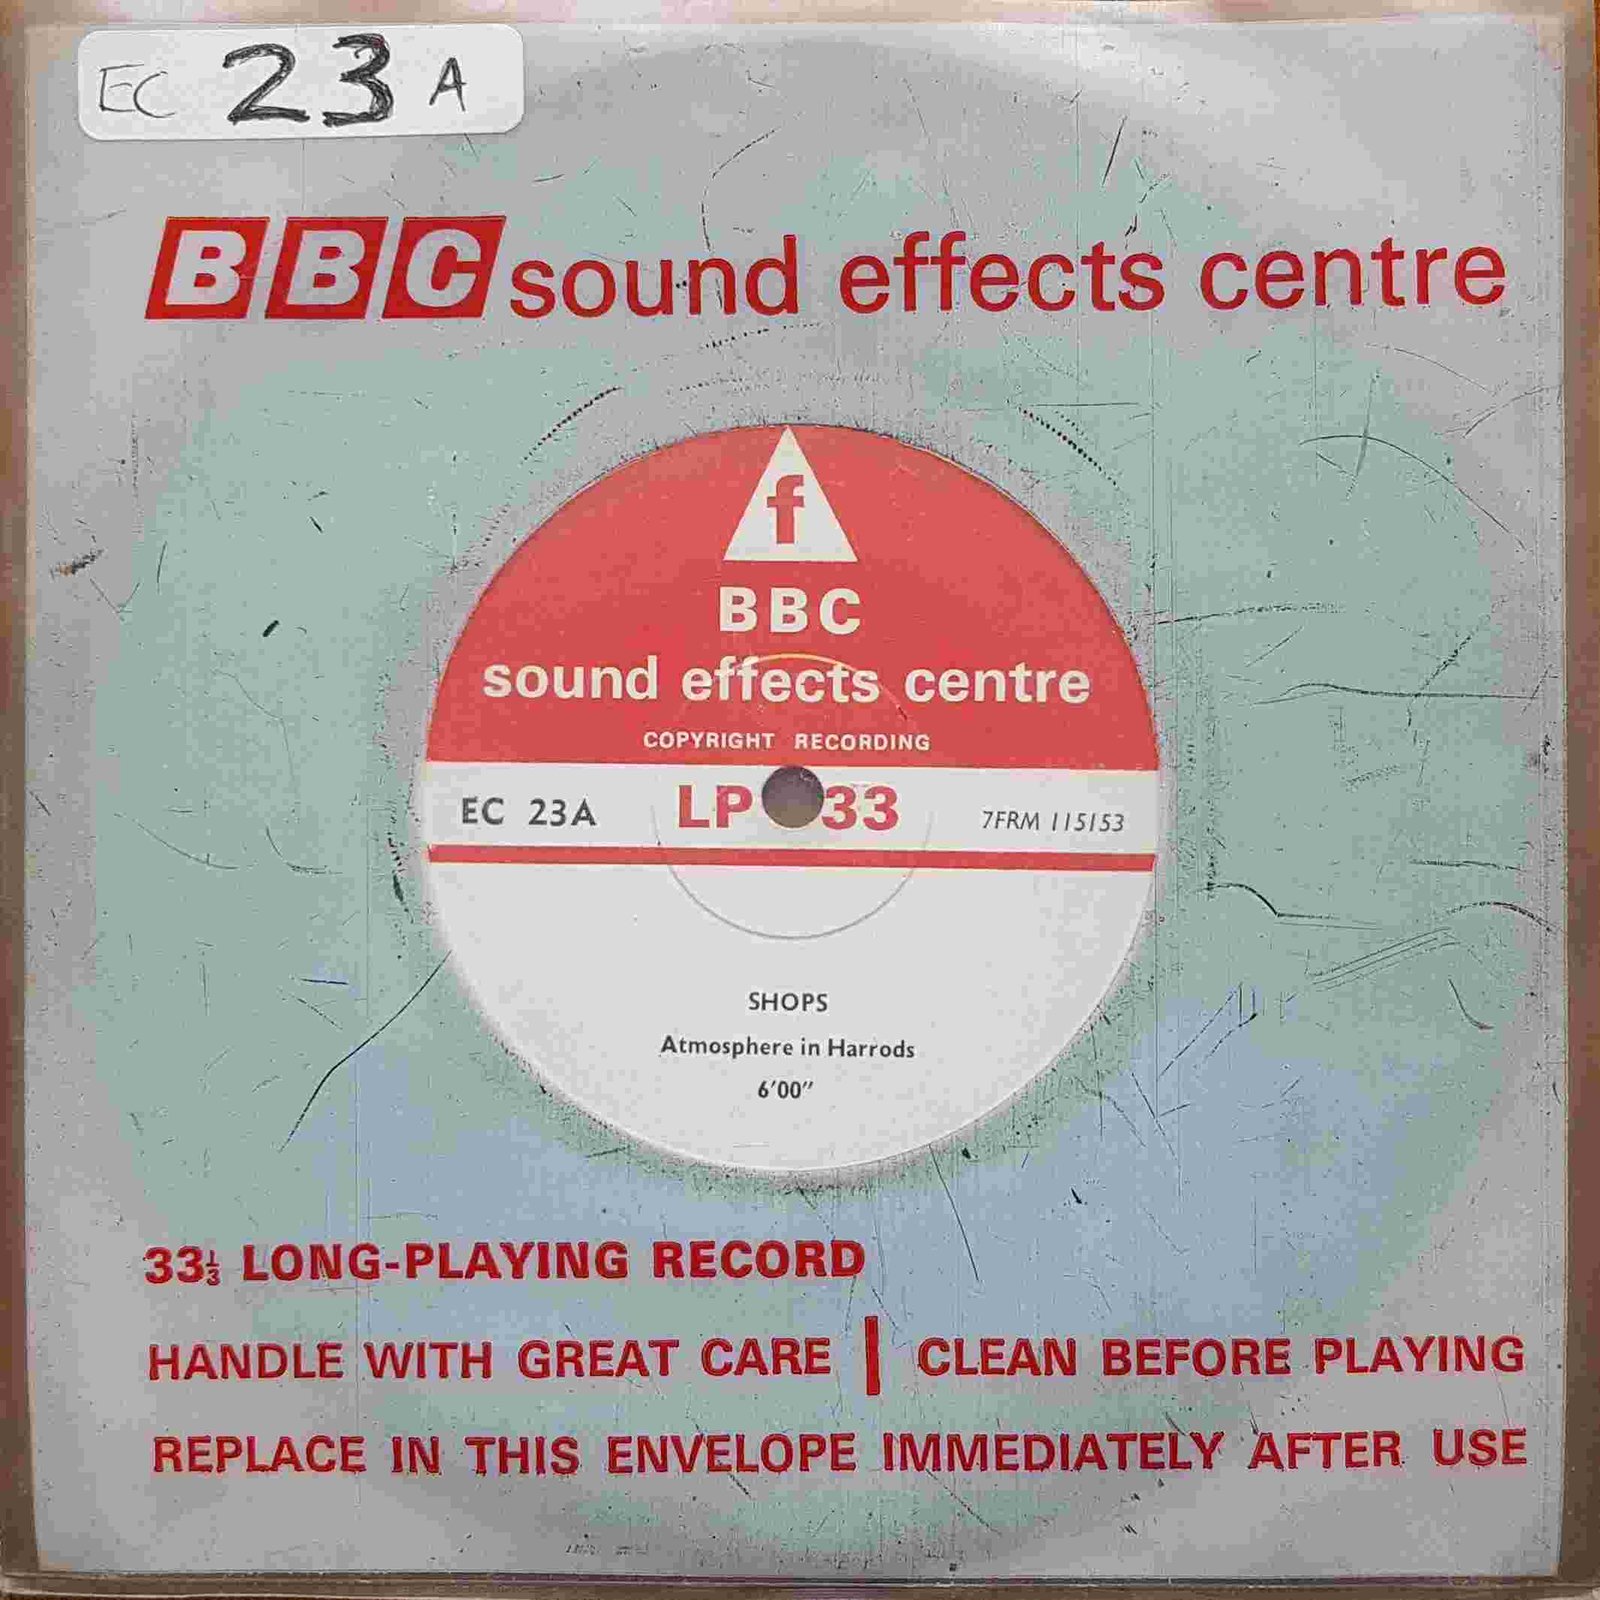 EC 23 A
BBC sound effects centre
f
BBC
sound effects centre
COPYRIGHT RECORDING
EC 23A LP 33 7FRM 115153
SHOPS
Atmosphere in Harrods
6'00"
33⅓ LONG-PLAYING RECORD
HANDLE WITH GREAT CARE | CLEAN BEFORE PLAYING
REPLACE IN THIS ENVELOPE IMMEDIATELY AFTER USE